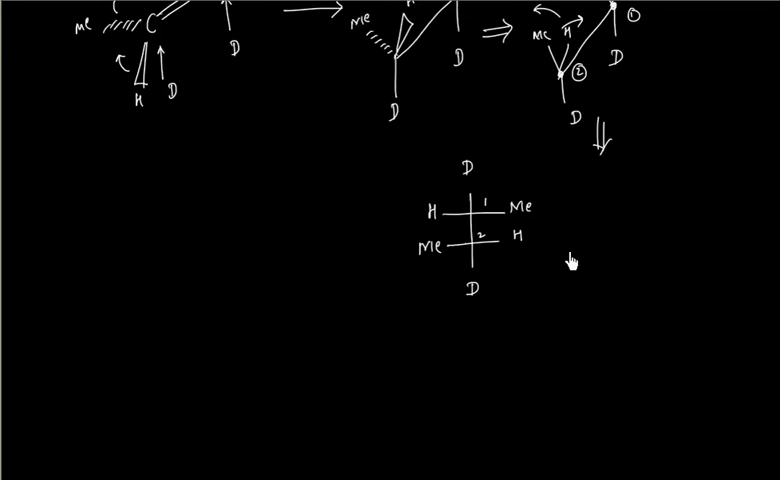 Me C Me Me H ①
D D D ②
H D D D
D
H 1 Me
Me 2 H
D